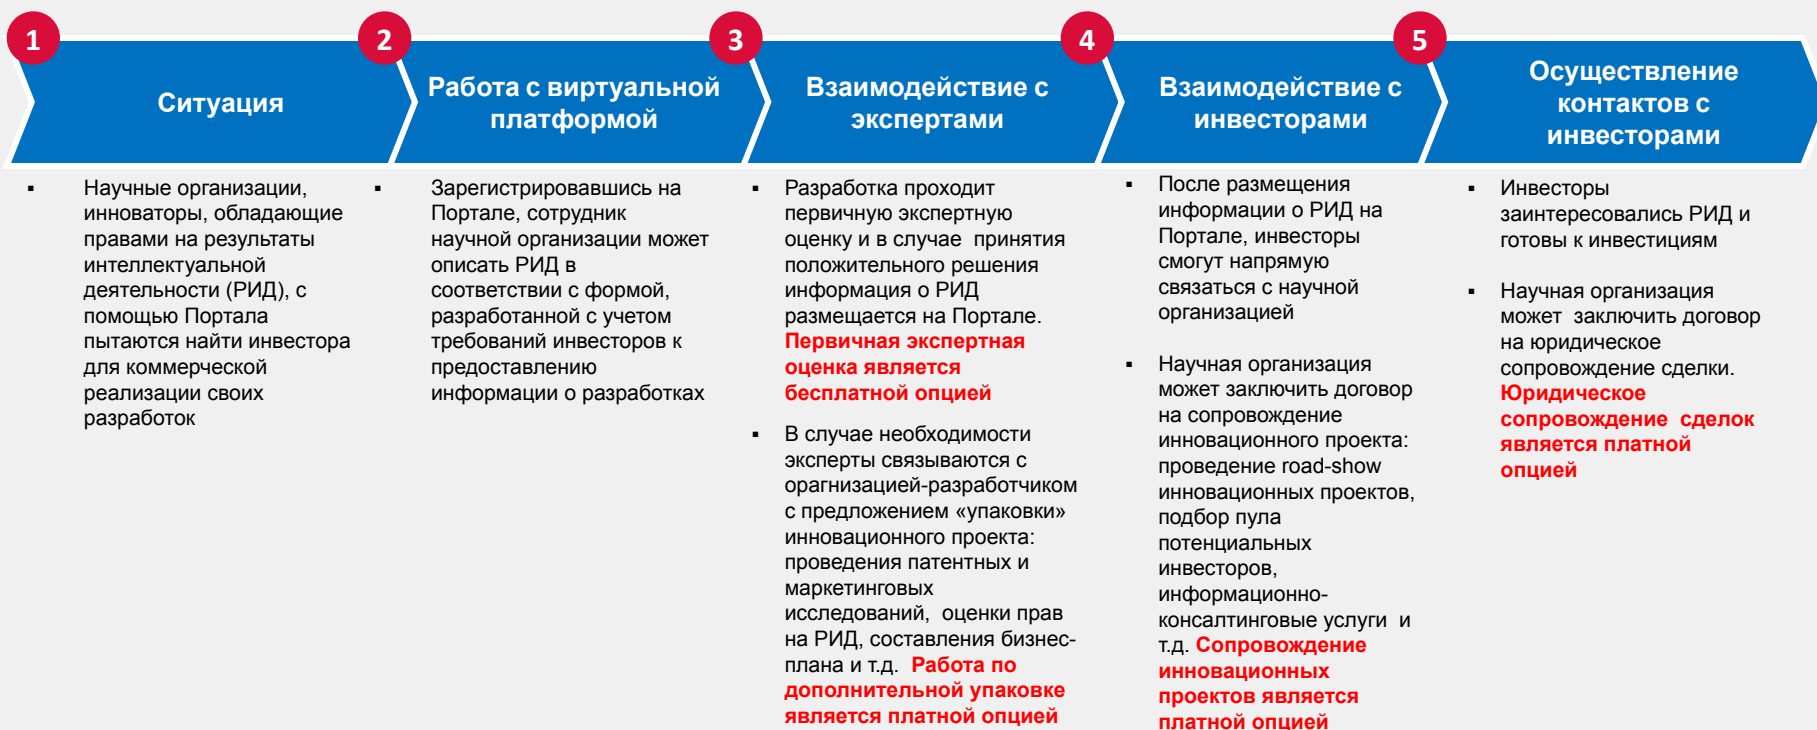 1
Ситуация
2
Работа с виртуальной
платформой
3
Взаимодействие с
экспертами
4
Взаимодействие с
инвесторами
5
Осуществление
контактов с
инвесторами
▪ Научные организации,
инноваторы, обладающие
правами на результаты
интеллектуальной
деятельности (РИД), с
помощью Портала
пытаются найти инвестора
для коммерческой
реализации своих
разработок
▪ Зарегистрировавшись на
Портале, сотрудник
научной организации может
описать РИД в
соответствии с формой,
разработанной с учетом
требований инвесторов к
предоставлению
информации о разработках
▪ Разработка проходит
первичную экспертную
оценку и в случае принятия
положительного решения
информация о РИД
размещается на Портале.
Первичная экспертная
оценка является
бесплатной опцией
▪ В случае необходимости
эксперты связываются с
орагнизацией-разработчиком
с предложением «упаковки»
инновационного проекта:
проведения патентных и
маркетинговых
исследований, оценки прав
на РИД, составления бизнес-
плана и т.д. Работа по
дополнительной упаковке
является платной опцией
▪ После размещения
информации о РИД на
Портале, инвесторы
смогут напрямую
связаться с научной
организацией
▪ Научная организация
может заключить договор
на сопровождение
инновационного проекта:
проведение road-show
инновационных проектов,
подбор пула
потенциальных
инвесторов,
информационно-
консалтинговые услуги и
т.д. Сопровождение
инновационных
проектов является
платной опцией
▪ Инвесторы
заинтересовались РИД и
готовы к инвестициям
▪ Научная организация
может заключить договор
на юридическое
сопровождение сделки.
Юридическое
сопровождение сделок
является платной
опцией